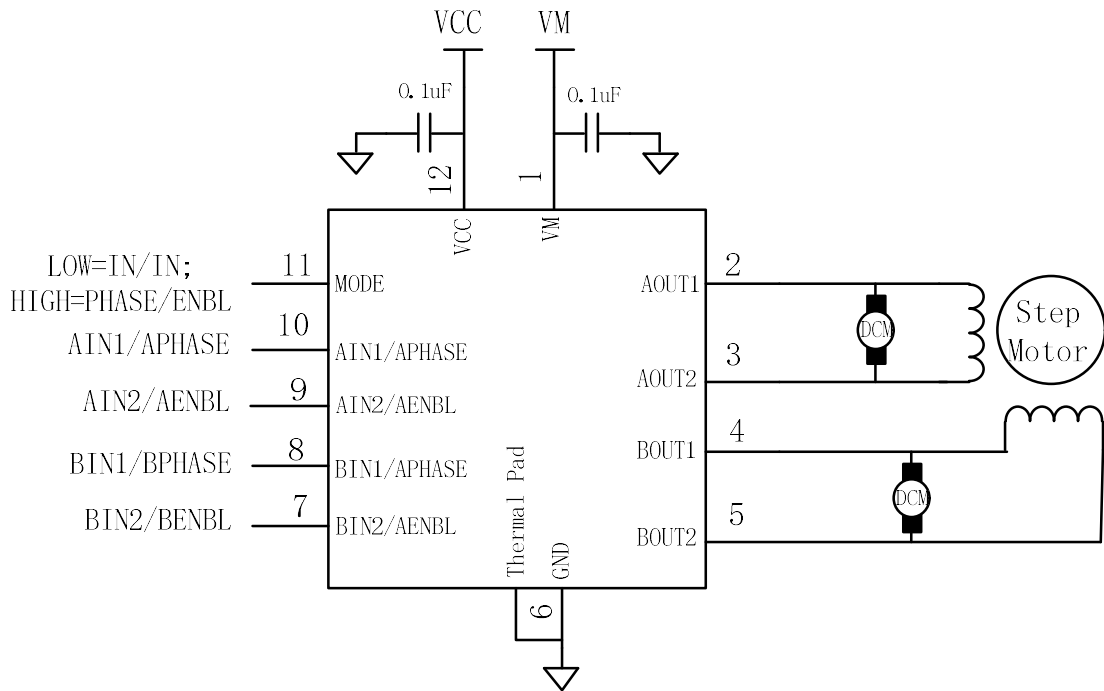 VCC VM
0.1uF 0.1uF
12 1
VCC VM
LOW=IN/IN;
HIGH=PHASE/ENBL
11 MODE
AOUT1 2
AIN1/APHASE 10 AIN1/APHASE
DCM
Step
Motor
AOUT2 3
AIN2/AENBL 9 AIN2/AENBL
BOUT1 4
BIN1/BPHASE 8 BIN1/APHASE
DCM
BIN2/BENBL 7 BIN2/AENBL
BOUT2 5
Thermal Pad
GND
6